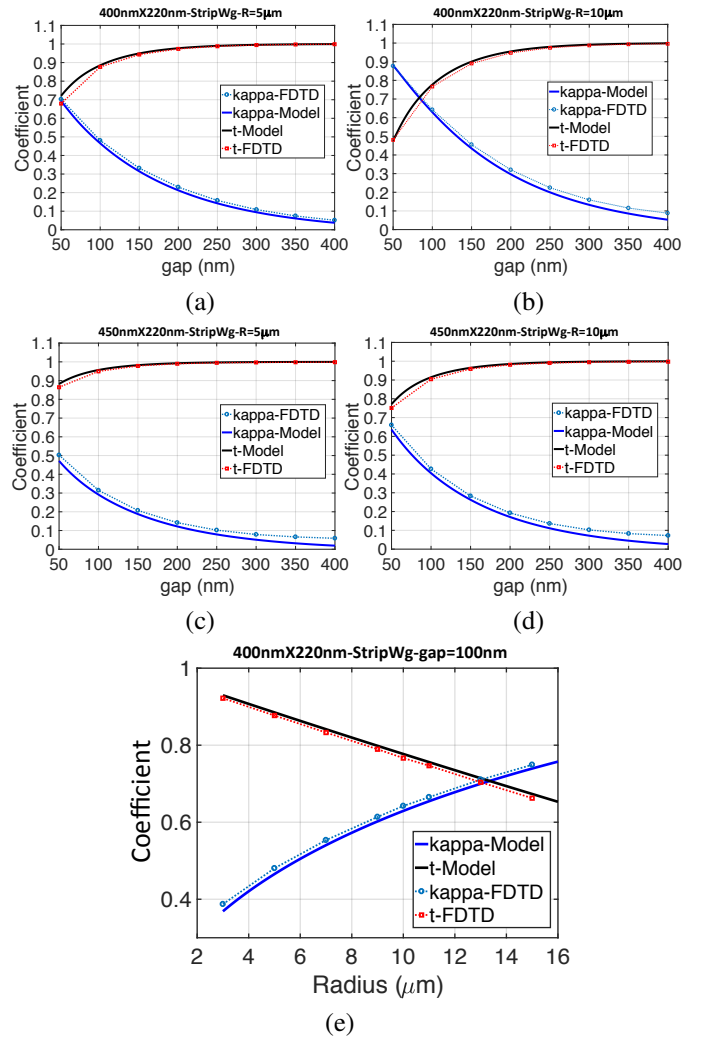 400nmX220nm-StripWg-R=5μm
400nmX220nm-StripWg-R=10μm
Coefficient
1
0.9
0.8
0.7
0.6
0.5
0.4
0.3
0.2
0.1
0
kappa-FDTD
kappa-Model
t-Model
t-FDTD
50 100 150 200 250 300 350 400
gap (nm)
(a)
Coefficient
1
0.9
0.8
0.7
0.6
0.5
0.4
0.3
0.2
0.1
0
kappa-Model
kappa-FDTD
t-Model
t-FDTD
50 100 150 200 250 300 350 400
gap (nm)
(b)
450nmX220nm-StripWg-R=5μm
450nmX220nm-StripWg-R=10μm
Coefficient
1
0.9
0.8
0.7
0.6
0.5
0.4
0.3
0.2
0.1
0
kappa-FDTD
kappa-Model
t-Model
t-FDTD
50 100 150 200 250 300 350 400
gap (nm)
(c)
Coefficient
1
0.9
0.8
0.7
0.6
0.5
0.4
0.3
0.2
0.1
0
kappa-FDTD
kappa-Model
t-Model
t-FDTD
50 100 150 200 250 300 350 400
gap (nm)
(d)
400nmX220nm-StripWg-gap=100nm
Coefficient
1
0.8
0.6
0.4
kappa-Model
t-Model
kappa-FDTD
t-FDTD
2 4 6 8 10 12 14 16
Radius (μm)
(e)